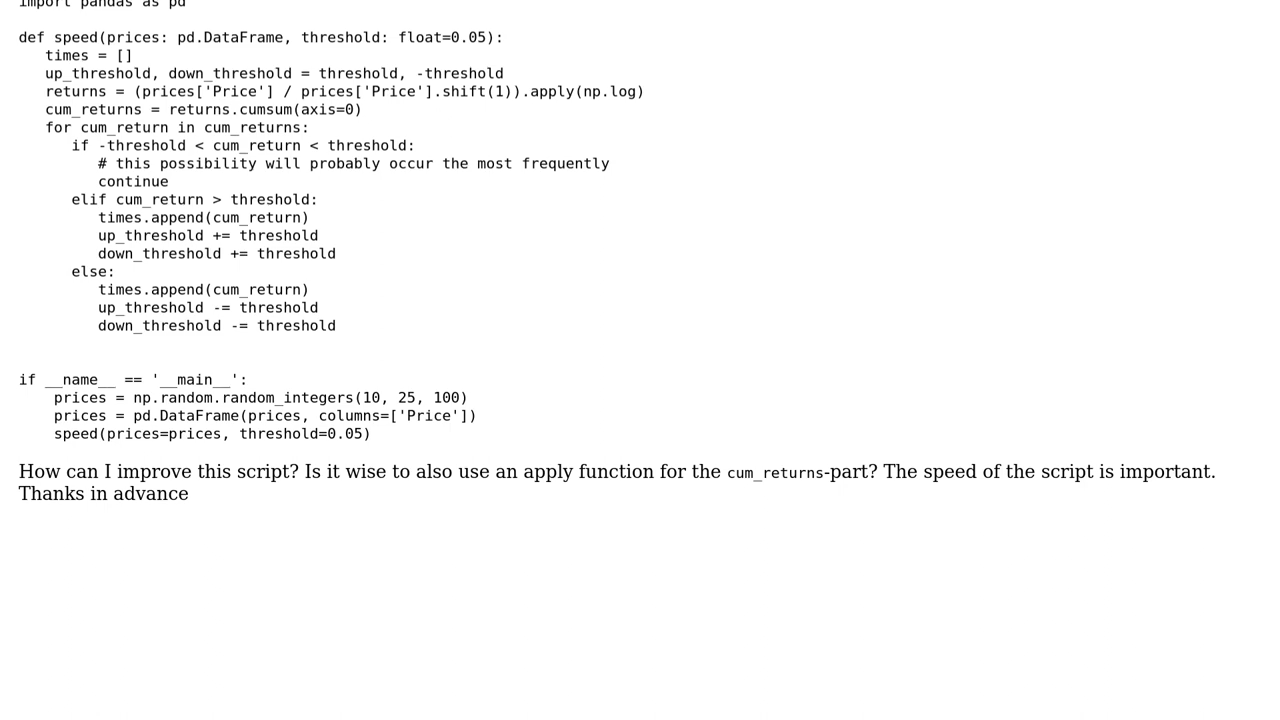 import pandas as pd
def speed(prices: pd.DataFrame, threshold: float=0.05):
times = []
up_threshold, down_threshold = threshold, -threshold
returns = (prices['Price'] / prices['Price'].shift(1)).apply(np.log)
cum_returns = returns.cumsum(axis=0)
for cum_return in cum_returns:
if -threshold < cum_return < threshold:
# this possibility will probably occur the most frequently
continue
elif cum_return > threshold:
times.append(cum_return)
up_threshold += threshold
down_threshold += threshold
else:
times.append(cum_return)
up_threshold -= threshold
down_threshold -= threshold
if __name__ == '__main__':
prices = np.random.random_integers(10, 25, 100)
prices = pd.DataFrame(prices, columns=['Price'])
speed(prices=prices, threshold=0.05)
How can I improve this script? Is it wise to also use an apply function for the cum_returns-part? The speed of the script is important.
Thanks in advance